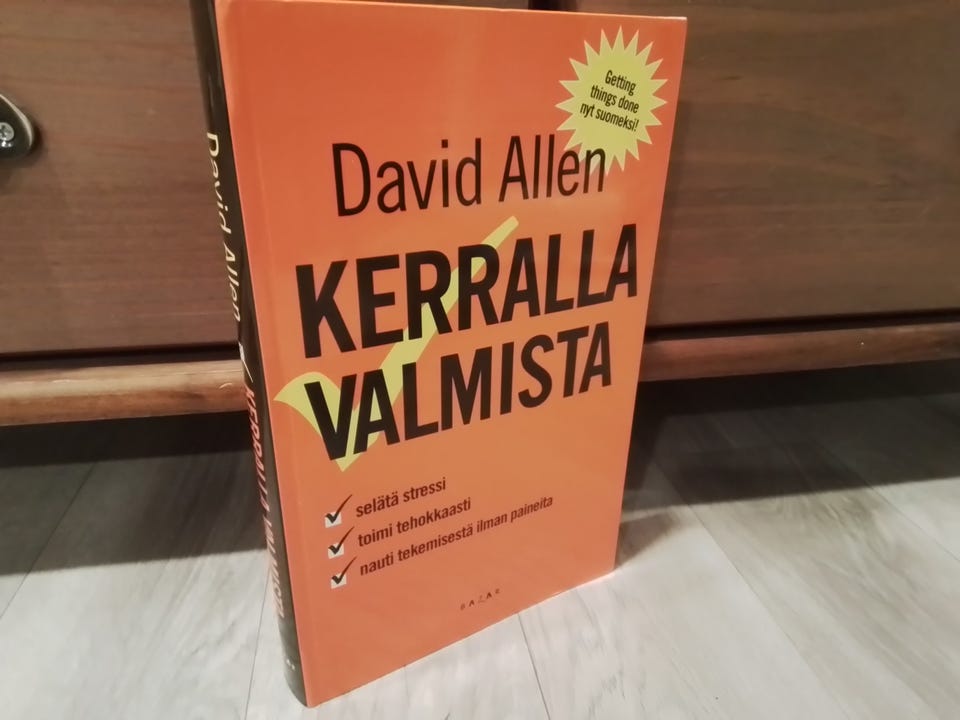 Getting
things done
nyt suomeksi!
David Allen
KERRALLA
VALMISTA
selätä stressi
toimi tehokkaasti
nauti tekemisestä ilman paineita
BAZAR
David Allen KERRALLA VALMISTA